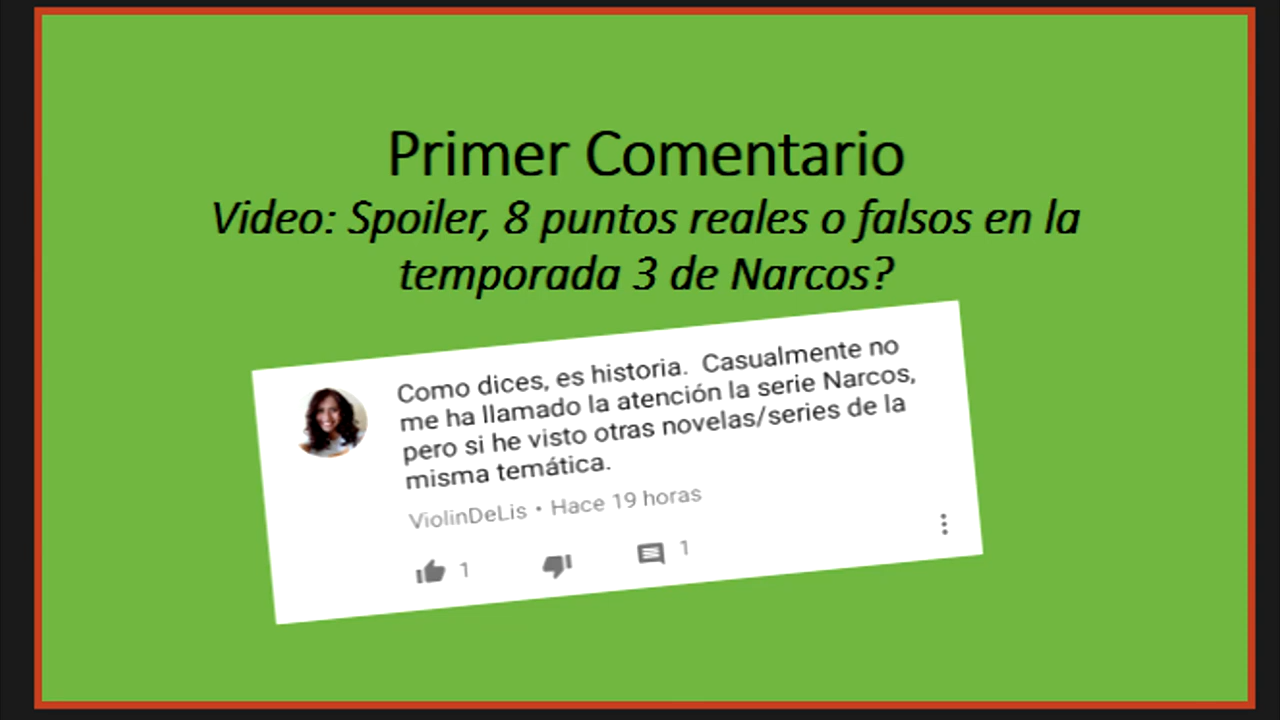 Primer Comentario
Video: Spoiler, 8 puntos reales o falsos en la
temporada 3 de Narcos?
Como dices, es historia.  Casualmente no
me ha llamado la atención la serie Narcos,
pero si he visto otras novelas/series de la
misma temática.
ViolinDeLis • Hace 19 horas
1
1